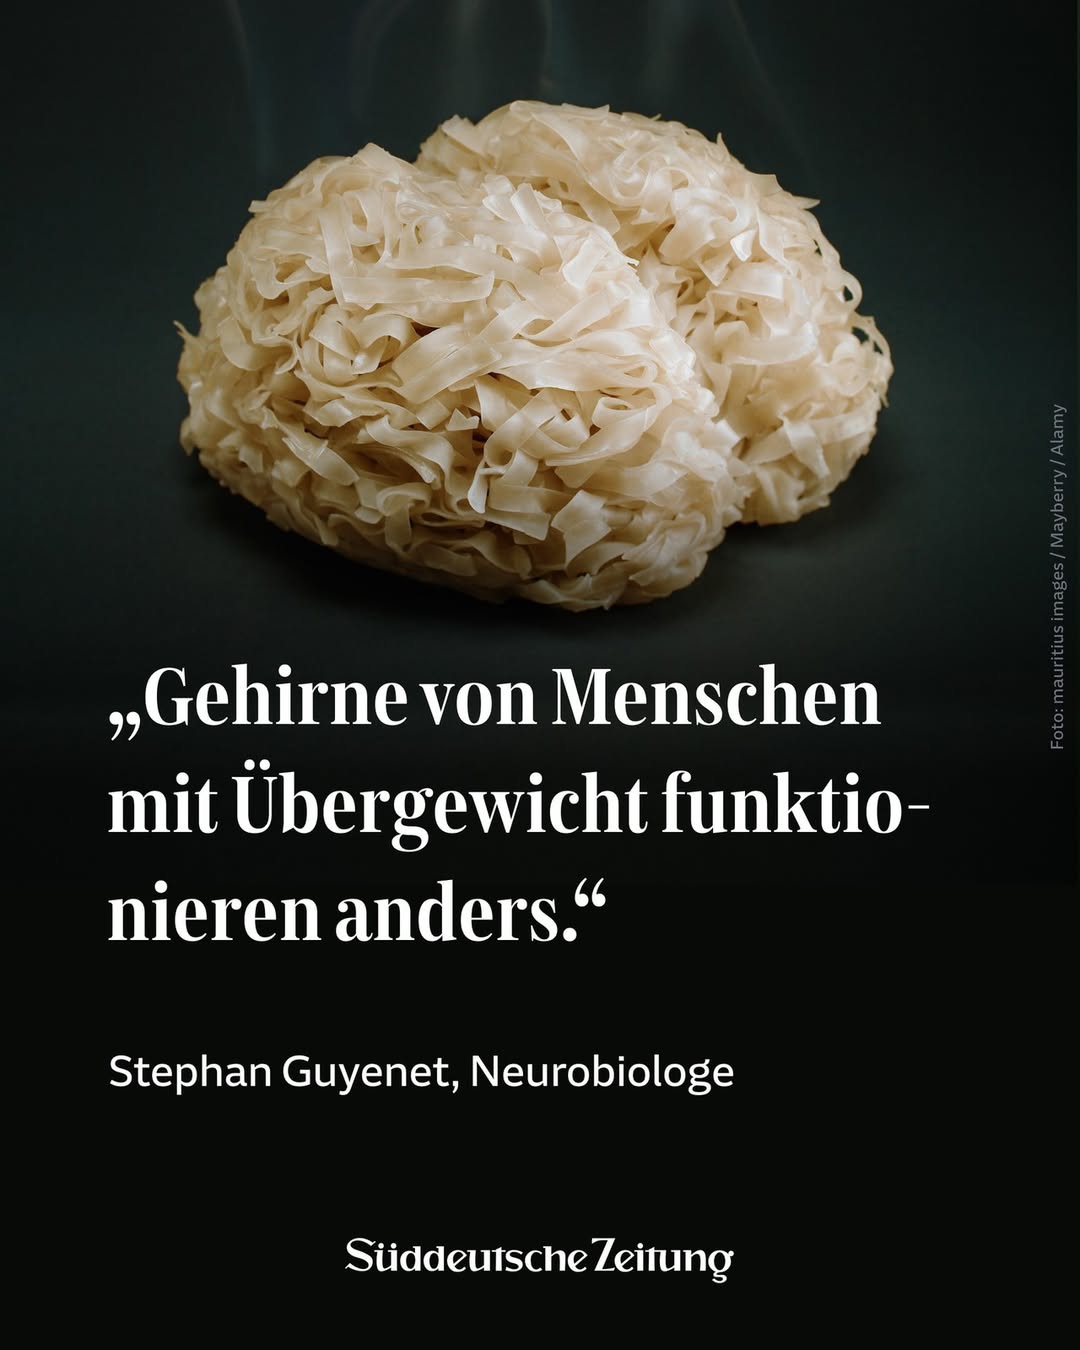 „Gehirne von Menschen
mit Übergewicht funktio-
nieren anders.“
Stephan Guyenet, Neurobiologe
Süddeutsche Zeitung
Foto: mauritius images / Mayberry / Alamy